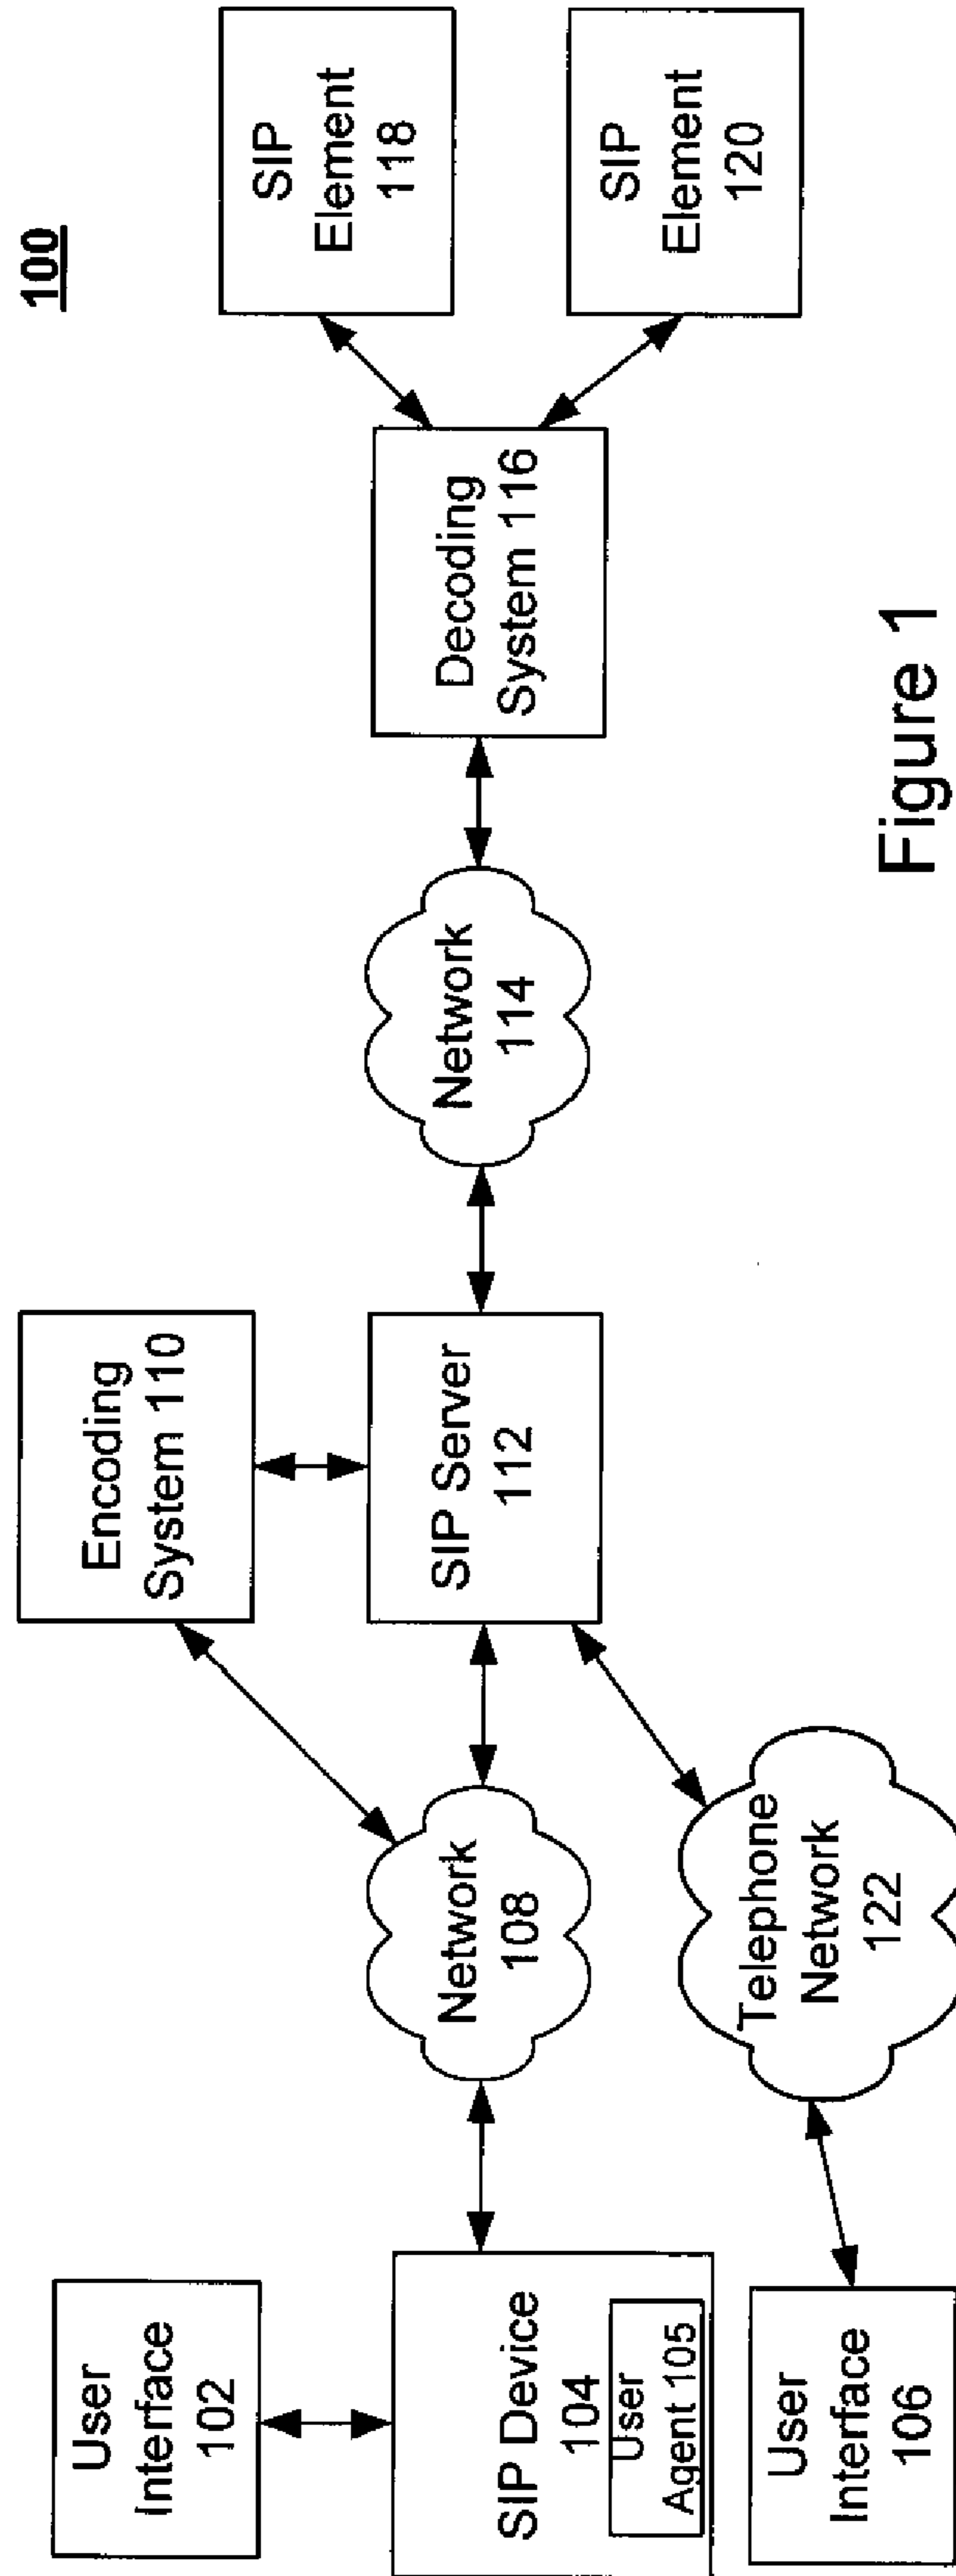 100
User
Interface
102
SIP Device
104
User
Agent 105
User
Interface
106
Network
108
Telephone
Network
122
Encoding
System 110
SIP Server
112
Network
114
Decoding
System 116
SIP
Element
118
SIP
Element
120
Figure 1